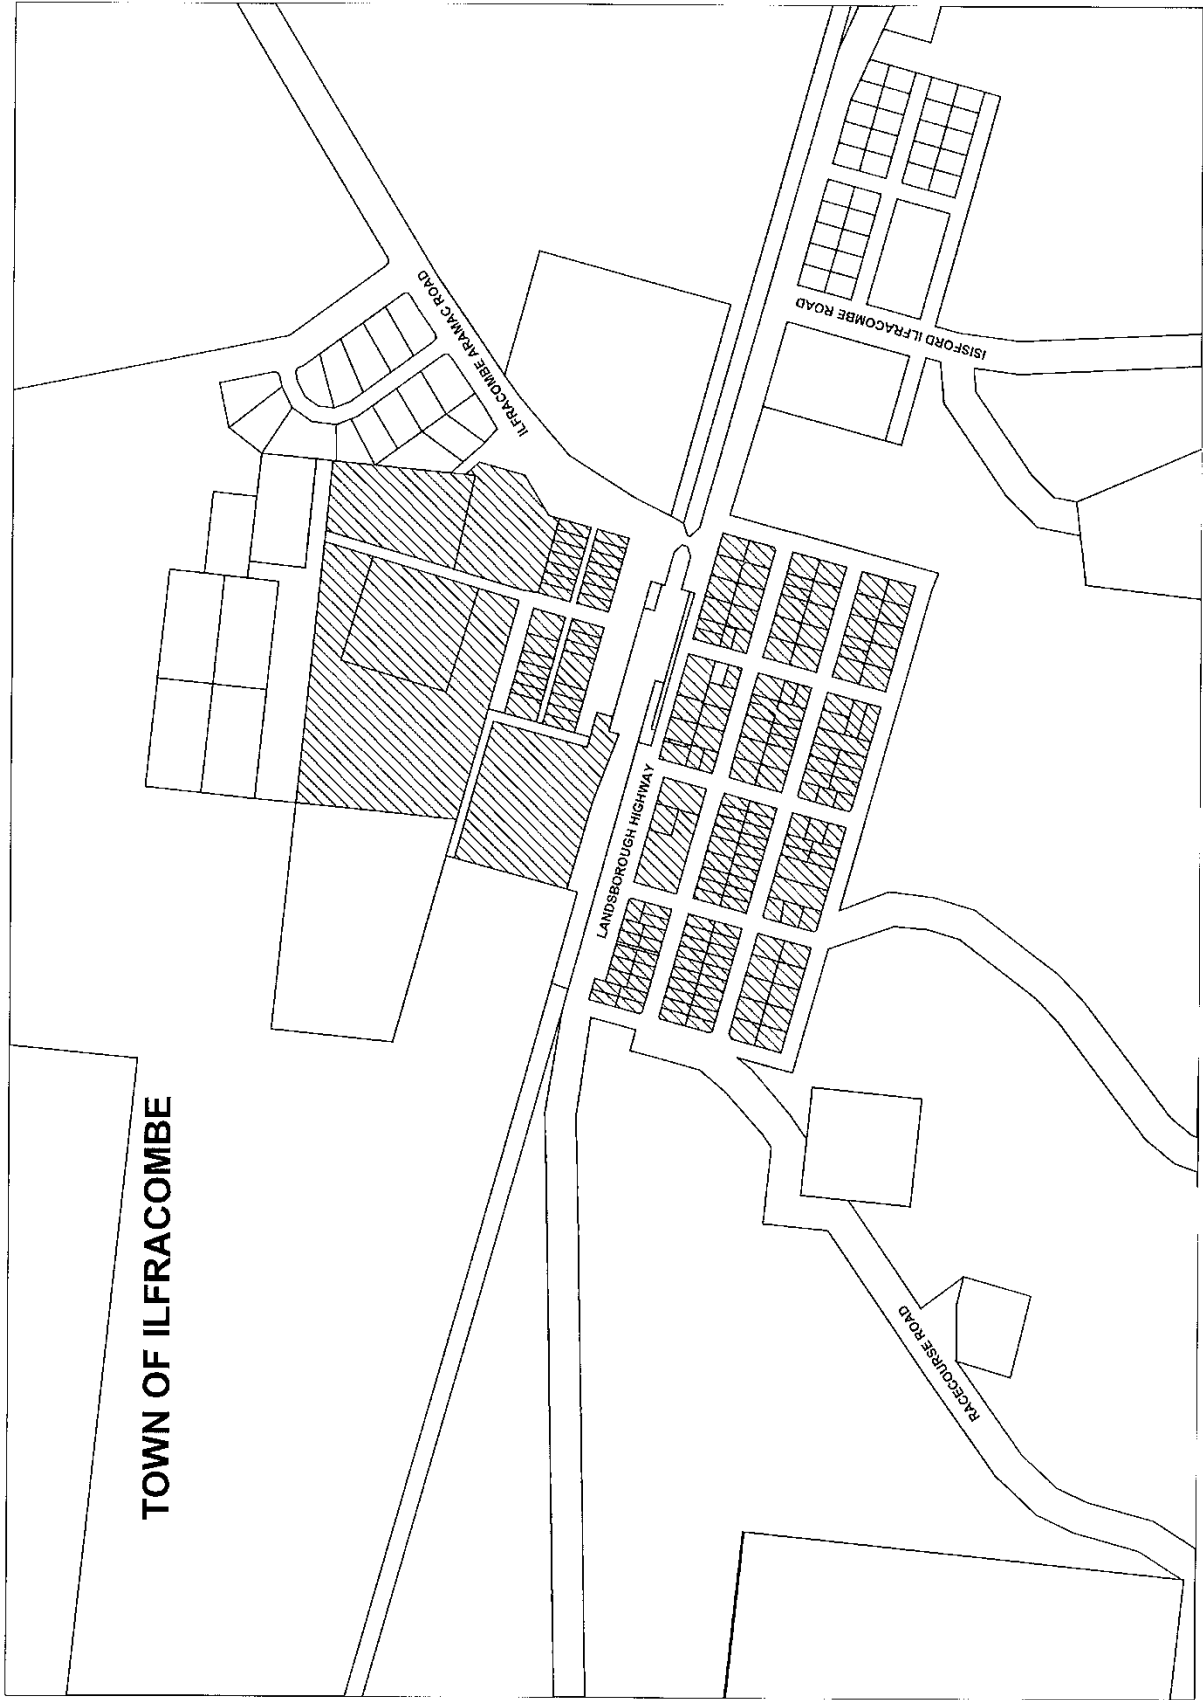 TOWN OF ILFRACOMBE
ILFRACOMBE ARAMAC ROAD
LANDSBOROUGH HIGHWAY
ISISFORD ILFRACOMBE ROAD
RACECOURSE ROAD